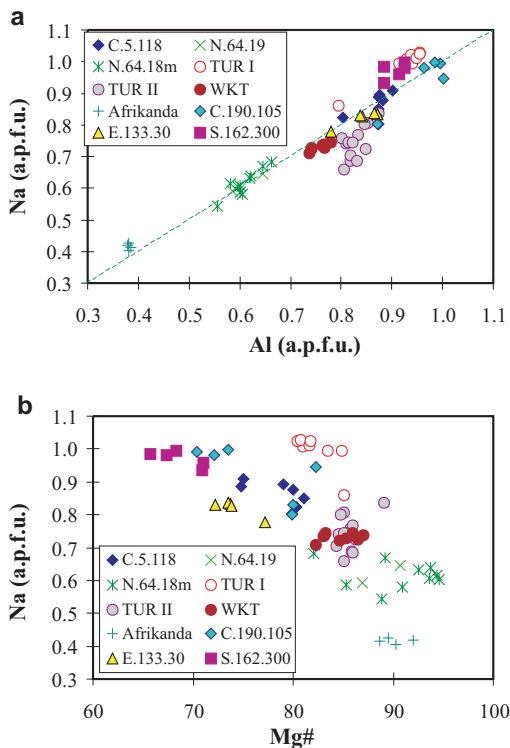 a
1.1
1.0
0.9
0.8
0.7
0.6
0.5
0.4
0.3
Na (a.p.f.u.)
C.5.118 N.64.19
N.64.18m TUR I
TUR II WKT
Afrikanda C.190.105
E.133.30 S.162.300
0.3 0.4 0.5 0.6 0.7 0.8 0.9 1.0 1.1
Al (a.p.f.u.)
b
1.1
1.0
0.9
0.8
0.7
0.6
0.5
0.4
0.3
Na (a.p.f.u.)
C.5.118 N.64.19
N.64.18m TUR I
TUR II WKT
Afrikanda C.190.105
E.133.30 S.162.300
60 70 80 90 100
Mg#